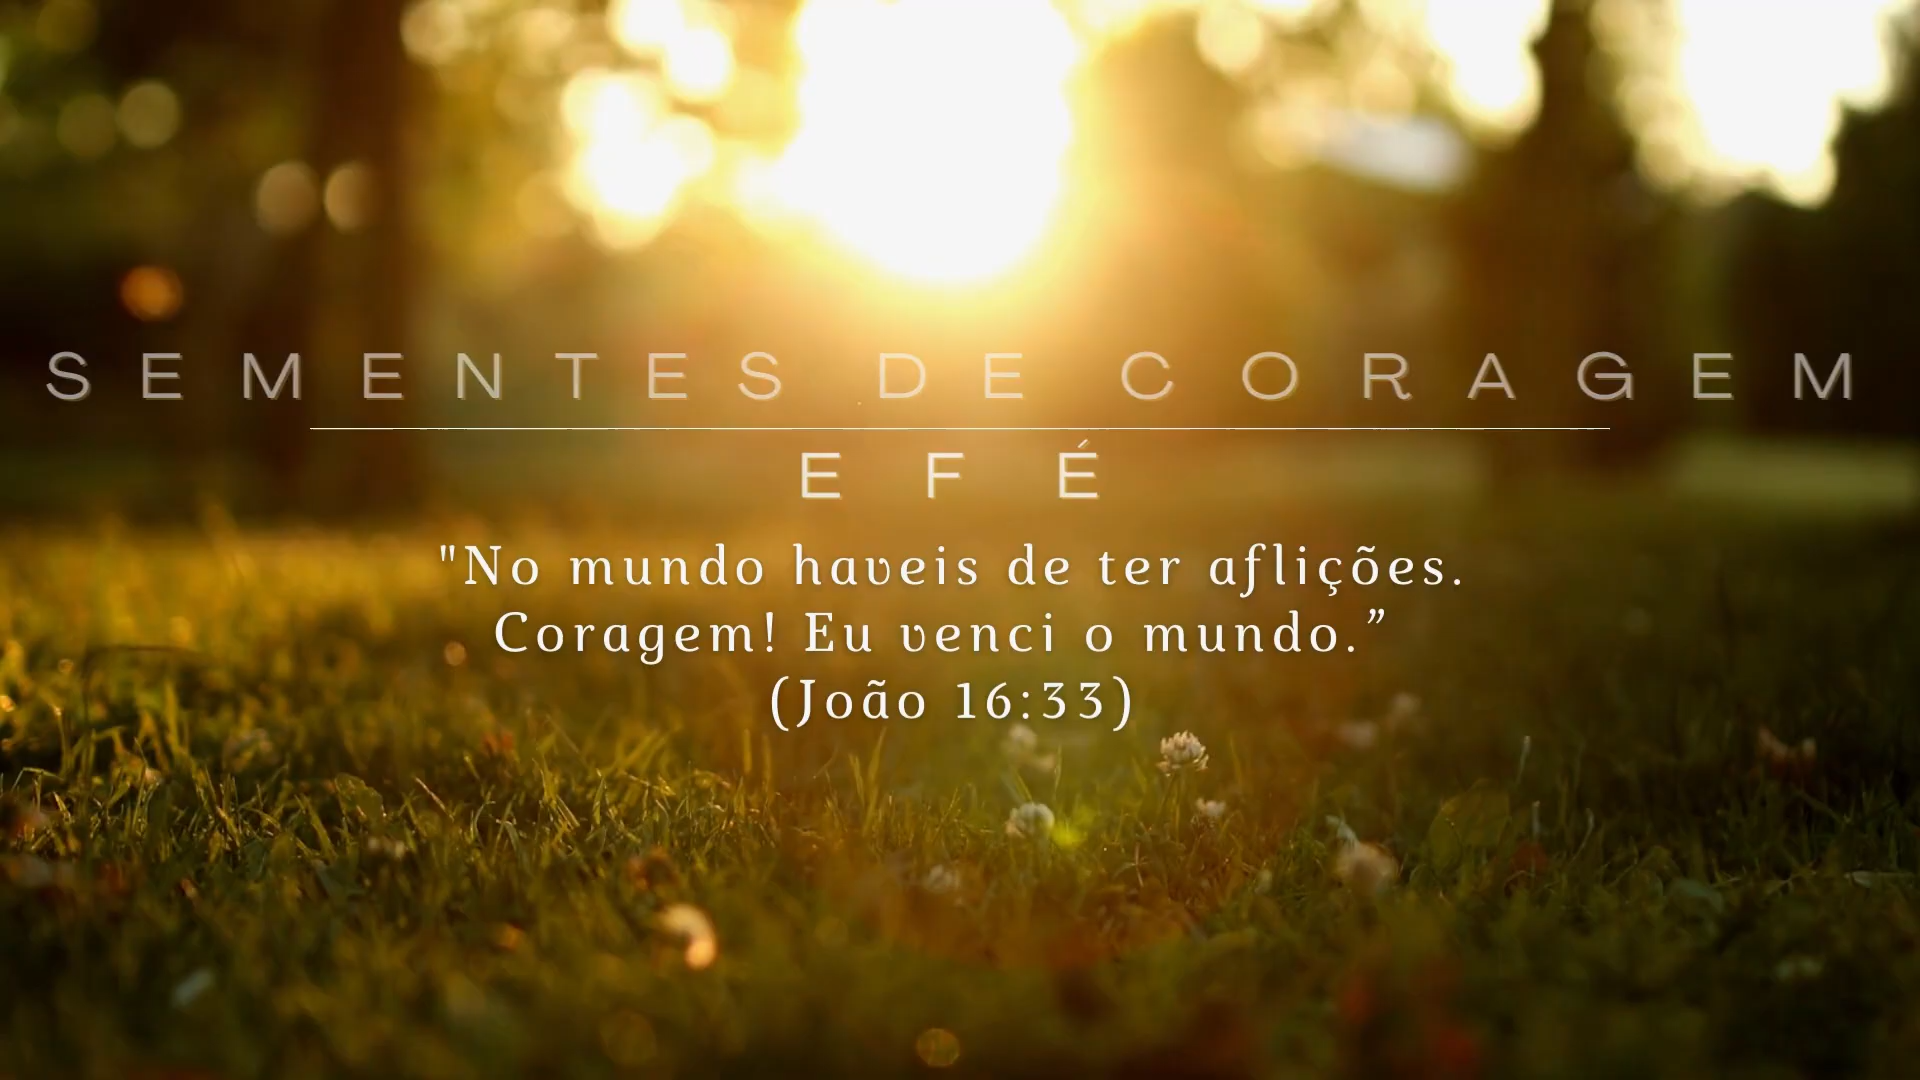 SEMENTES DE CORAGEM
E FÉ
"No mundo haveis de ter aflições.
Coragem! Eu venci o mundo.”
(João 16:33)